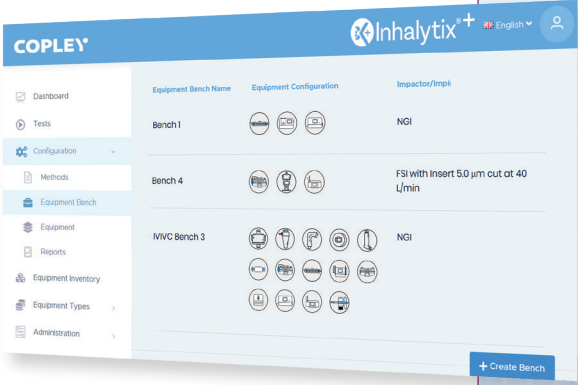 COPLEY
Inhalytix®+
English
Dashboard
Tests
Configuration
Methods
Equipment Bench
Equipment
Reports
Equipment Inventory
Equipment Types
Administration
Equipment Bench Name Equipment Configuration Impactor/Impi
Bench 1 NGI
Bench 4 FSI with Insert 5.0 µm cut at 40
L/min
IVIVC Bench 3 NGI
+ Create Bench